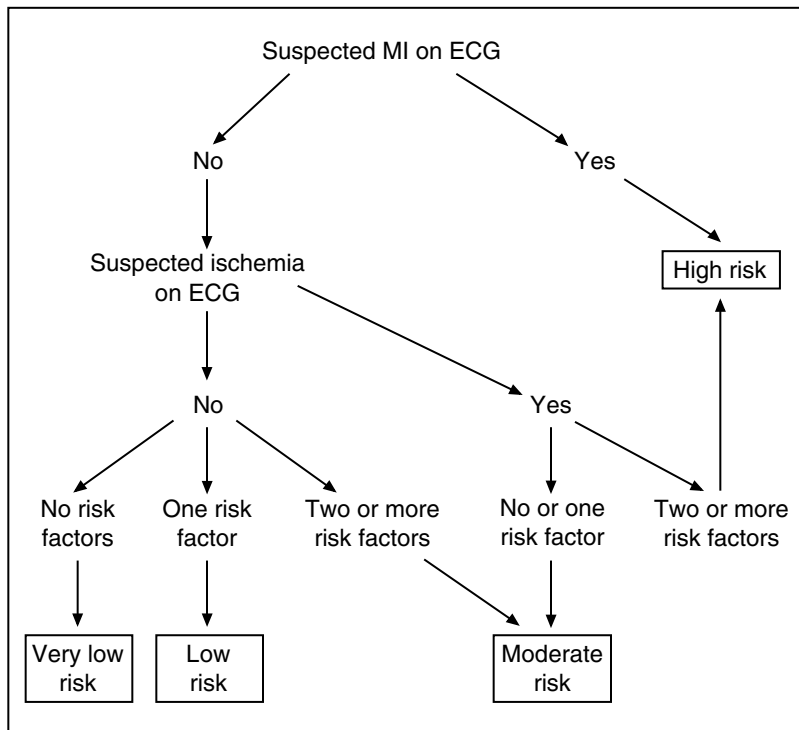 Suspected MI on ECG
No
Yes
Suspected ischemia
on ECG
High risk
No
Yes
No risk
factors
One risk
factor
Two or more
risk factors
No or one
risk factor
Two or more
risk factors
Very low
risk
Low
risk
Moderate
risk